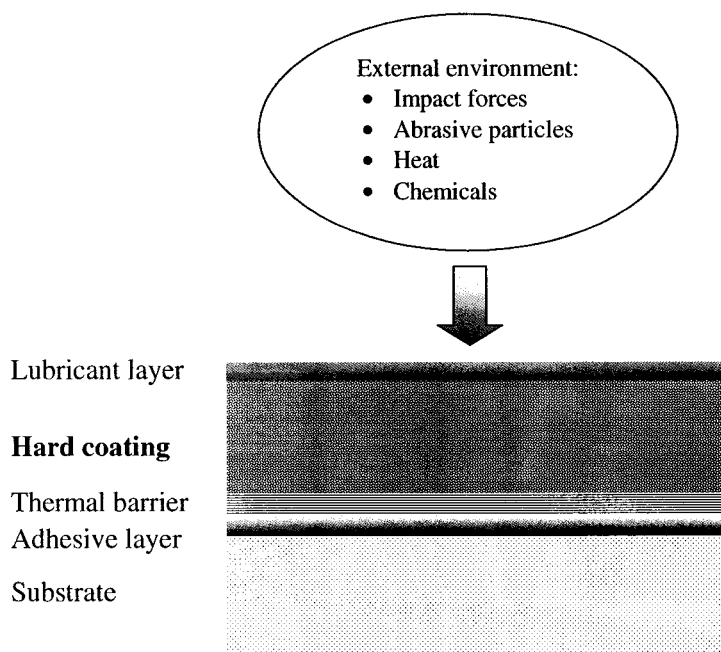 External environment:
• Impact forces
• Abrasive particles
• Heat
• Chemicals
Lubricant layer
Hard coating
Thermal barrier
Adhesive layer
Substrate